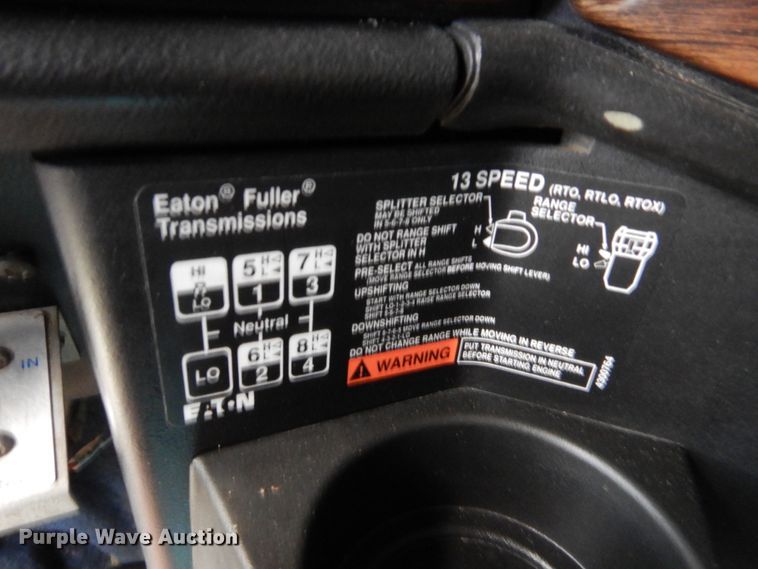 Eaton® Fuller®
Transmissions
13 SPEED (RTO, RTLO, RTOX)
SPLITTER SELECTOR
MAY BE SHIFTED
IN 5-6-7-8 ONLY
DO NOT RANGE SHIFT
WITH SPLITTER
SELECTOR IN H
H
L
RANGE
SELECTOR
HI
LO
PRE-SELECT ALL RANGE SHIFTS
(MOVE RANGE SELECTOR BEFORE MOVING SHIFT LEVER)
UPSHIFTING
START WITH RANGE SELECTOR DOWN
SHIFT LO-1-2-3-4 RAISE RANGE SELECTOR
SHIFT 5-6-7-8
DOWNSHIFTING
SHIFT 8-7-6-5 MOVE RANGE SELECTOR DOWN
SHIFT 4-3-2-1-LO
DO NOT CHANGE RANGE WHILE MOVING IN REVERSE
WARNING
PUT TRANSMISSION IN NEUTRAL
BEFORE STARTING ENGINE
HI
R
LO
5 H
L
1
7 H
L
3
Neutral
LO
6 H
L
2
8 H
L
4
EATON
IN
Purple Wave Auction